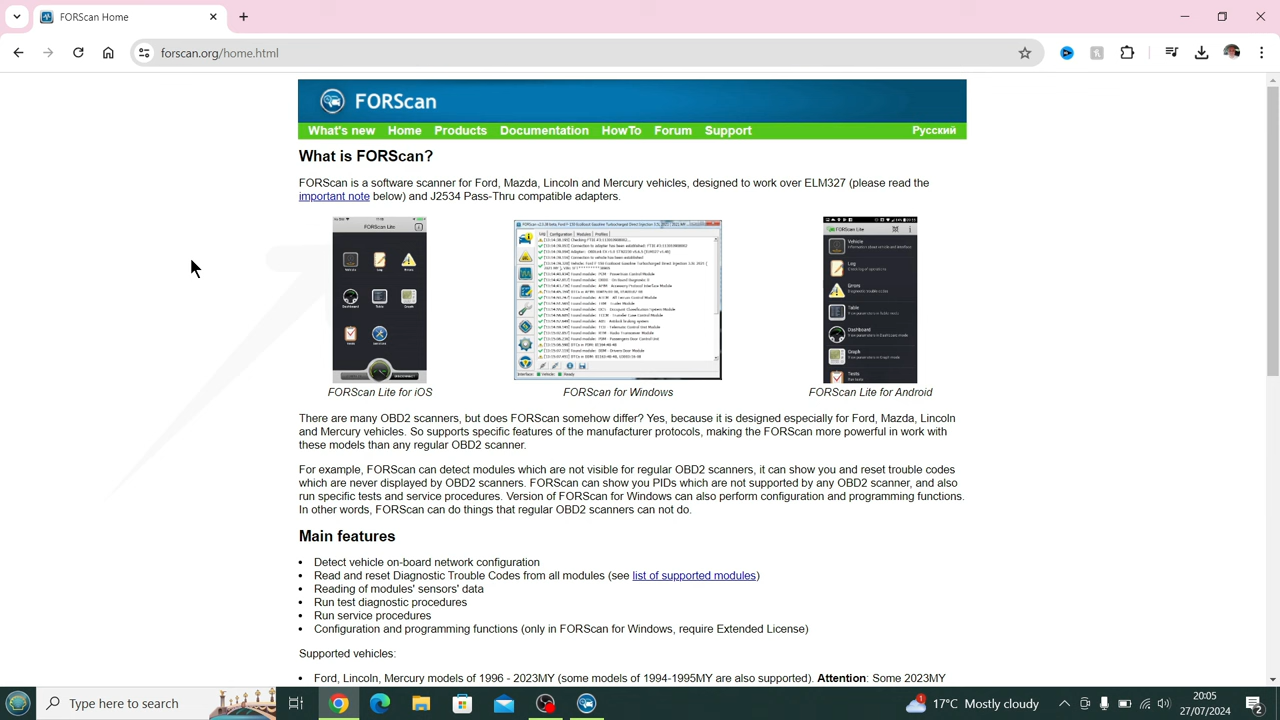 FORScan Home
forscan.org/home.html
FORScan
What's new Home Products Documentation HowTo Forum Support Русский
What is FORScan?
FORScan is a software scanner for Ford, Mazda, Lincoln and Mercury vehicles, designed to work over ELM327 (please read the
important note below) and J2534 Pass-Thru compatible adapters.
FORScan Lite
FORScan Lite
Vehicle
Log
Errors
Table
Dashboard
Graph
Tests
FORScan Lite for iOS FORScan for Windows FORScan Lite for Android
There are many OBD2 scanners, but does FORScan somehow differ? Yes, because it is designed especially for Ford, Mazda, Lincoln
and Mercury vehicles. So supports specific features of the manufacturer protocols, making the FORScan more powerful in work with
these models than any regular OBD2 scanner.
For example, FORScan can detect modules which are not visible for regular OBD2 scanners, it can show you and reset trouble codes
which are never displayed by OBD2 scanners. FORScan can show you PIDs which are not supported by any OBD2 scanner, and also
run specific tests and service procedures. Version of FORScan for Windows can also perform configuration and programming functions.
In other words, FORScan can do things that regular OBD2 scanners can not do.
Main features
• Detect vehicle on-board network configuration
• Read and reset Diagnostic Trouble Codes from all modules (see list of supported modules)
• Reading of modules' sensors' data
• Run test diagnostic procedures
• Run service procedures
• Configuration and programming functions (only in FORScan for Windows, require Extended License)
Supported vehicles:
• Ford, Lincoln, Mercury models of 1996 - 2023MY (some models of 1994-1995MY are also supported). Attention: Some 2023MY
Type here to search
1
17°C Mostly cloudy
20:05
27/07/2024
2